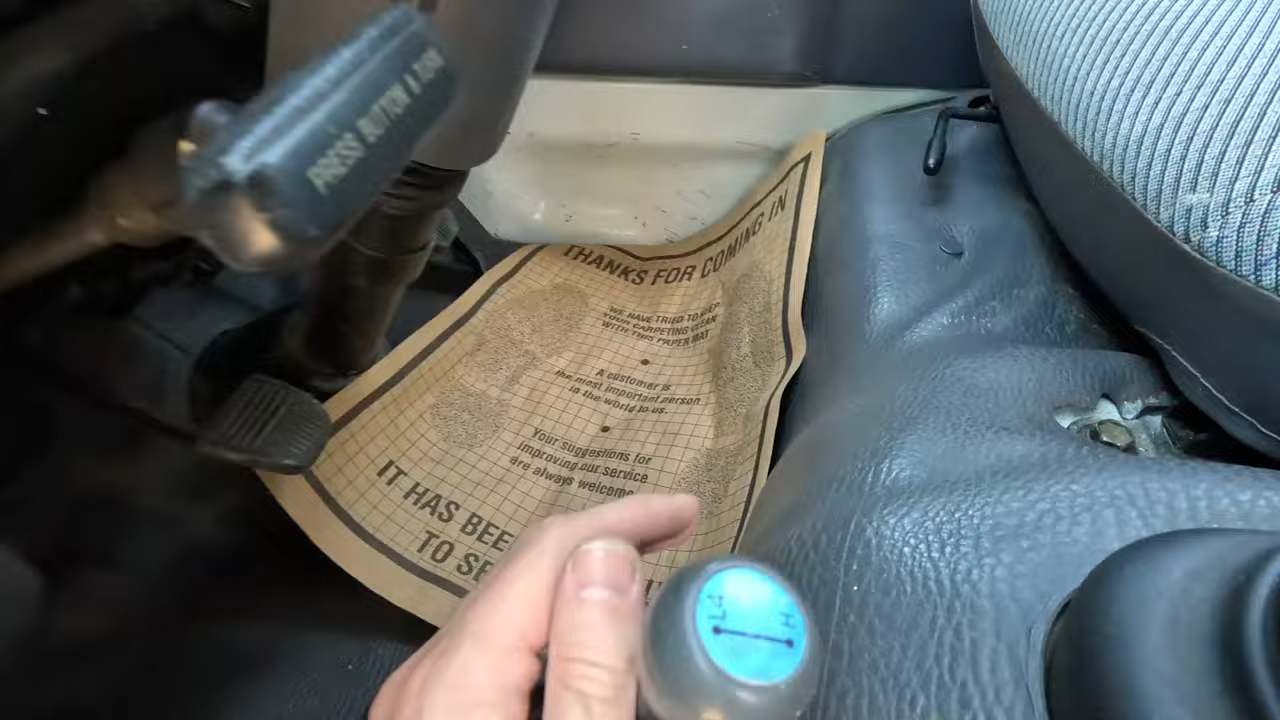 PRESS BUTTON & TURN
THANKS FOR COMING IN
WE HAVE TRIED TO KEEP
YOUR CARPETING CLEAN
WITH THIS PAPER MAT
A customer is
the most important person
in the world to us.
Your suggestions for
improving our service
are always welcome
IT HAS BEE
TO SE
L4
H